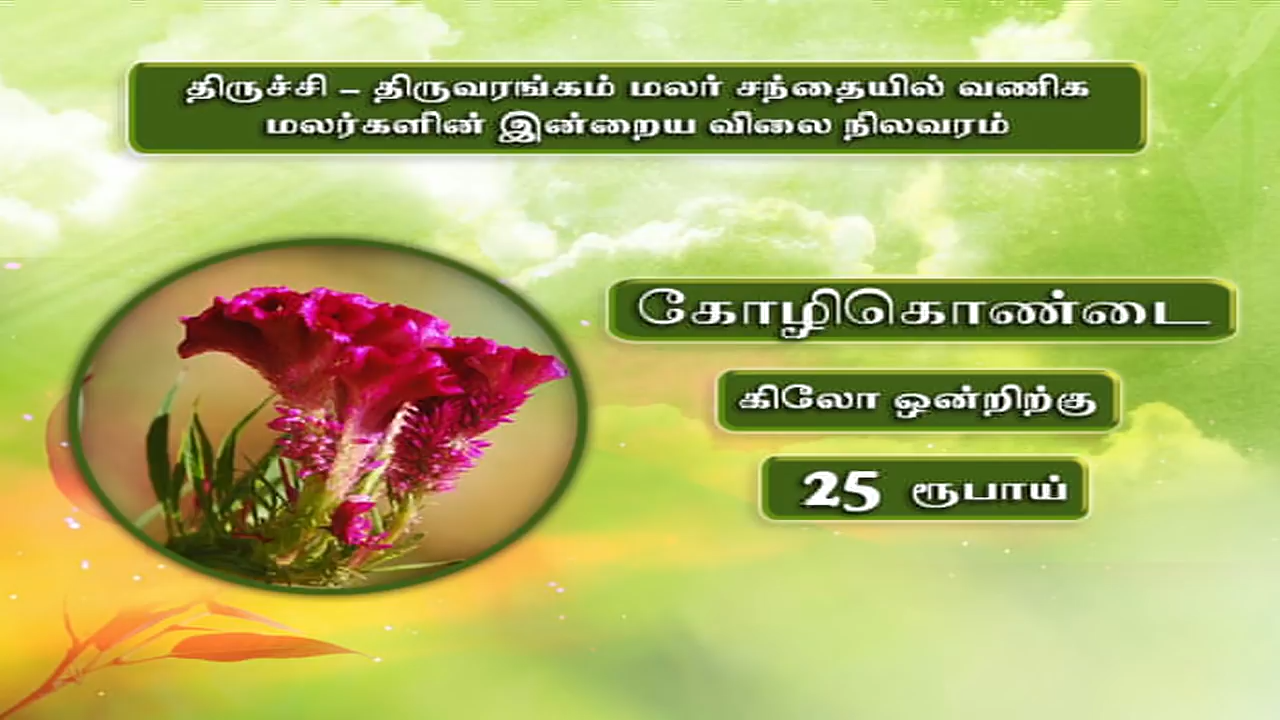 திருச்சி – திருவரங்கம் மலர் சந்தையில் வணிக
மலர்களின் இன்றைய விலை நிலவரம்
கோழிகொண்டை
கிலோ ஒன்றிற்கு
25 ரூபாய்